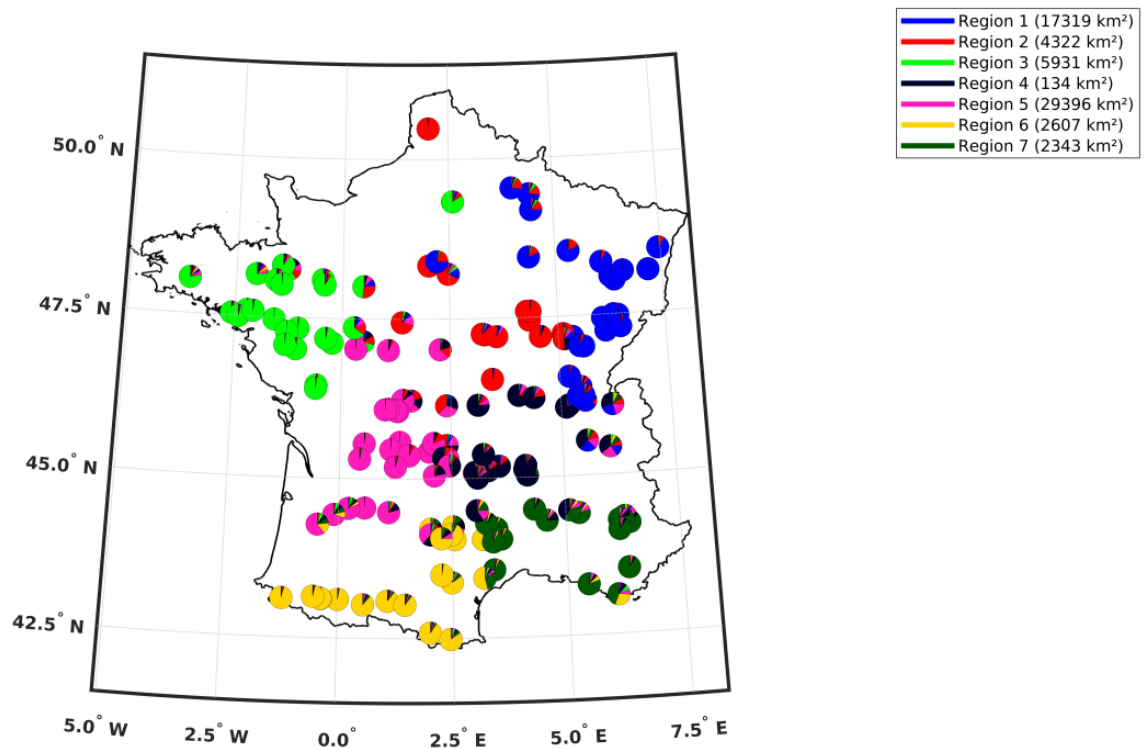 Region 1 (17319 km²)
Region 2 (4322 km²)
Region 3 (5931 km²)
Region 4 (134 km²)
Region 5 (29396 km²)
Region 6 (2607 km²)
Region 7 (2343 km²)
50.0° N
47.5° N
45.0° N
42.5° N
5.0° W
2.5° W
0.0°
2.5° E
5.0° E
7.5° E